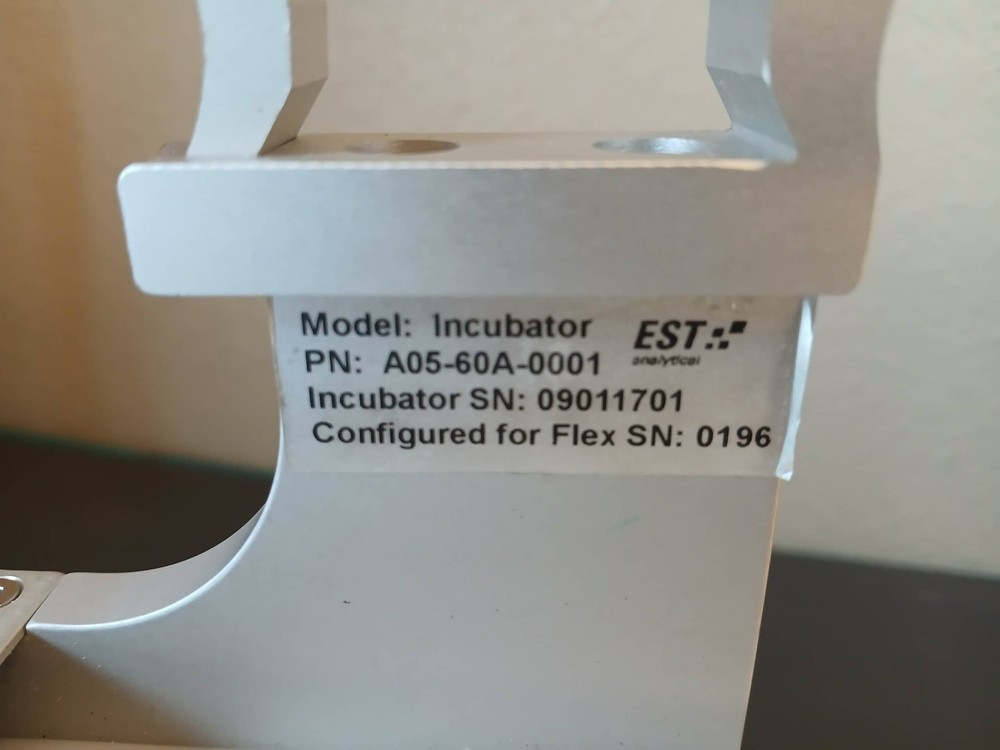 Model: Incubator
EST
analytical
PN: A05-60A-0001
Incubator SN: 09011701
Configured for Flex SN: 0196